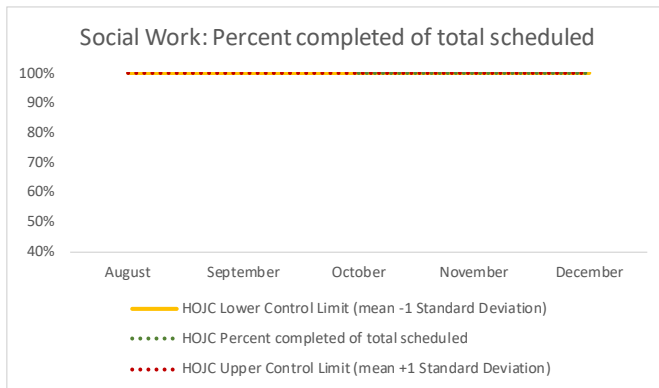 Social Work: Percent completed of total scheduled
100%
90%
80%
70%
60%
50%
40%
August September October November December
HOJC Lower Control Limit (mean -1 Standard Deviation)
HOJC Percent completed of total scheduled
HOJC Upper Control Limit (mean +1 Standard Deviation)